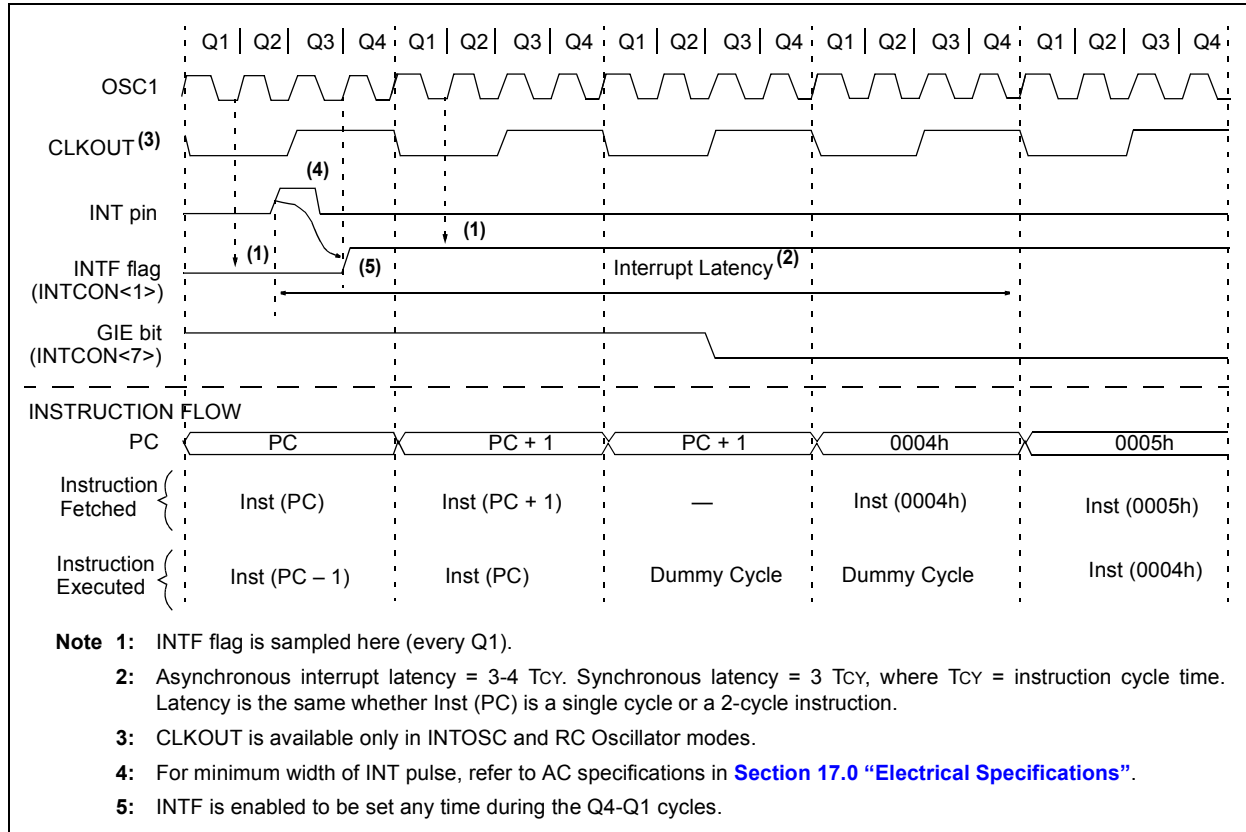 Q1 | Q2 | Q3 | Q4 Q1 | Q2 | Q3 | Q4 Q1 | Q2 | Q3 | Q4 Q1 | Q2 | Q3 | Q4 Q1 | Q2 | Q3 | Q4
OSC1
CLKOUT (3)
(4)
INT pin
(1) (1)
INTF flag (5) Interrupt Latency (2)
(INTCON<1>)
GIE bit
(INTCON<7>)
INSTRUCTION FLOW
PC PC PC + 1 PC + 1 0004h 0005h
Instruction
Fetched Inst (PC) Inst (PC + 1) — Inst (0004h) Inst (0005h)
Instruction
Executed Inst (PC – 1) Inst (PC) Dummy Cycle Dummy Cycle Inst (0004h)
Note 1: INTF flag is sampled here (every Q1).
2: Asynchronous interrupt latency = 3-4 TCY. Synchronous latency = 3 TCY, where TCY = instruction cycle time.
Latency is the same whether Inst (PC) is a single cycle or a 2-cycle instruction.
3: CLKOUT is available only in INTOSC and RC Oscillator modes.
4: For minimum width of INT pulse, refer to AC specifications in Section 17.0 “Electrical Specifications”.
5: INTF is enabled to be set any time during the Q4-Q1 cycles.